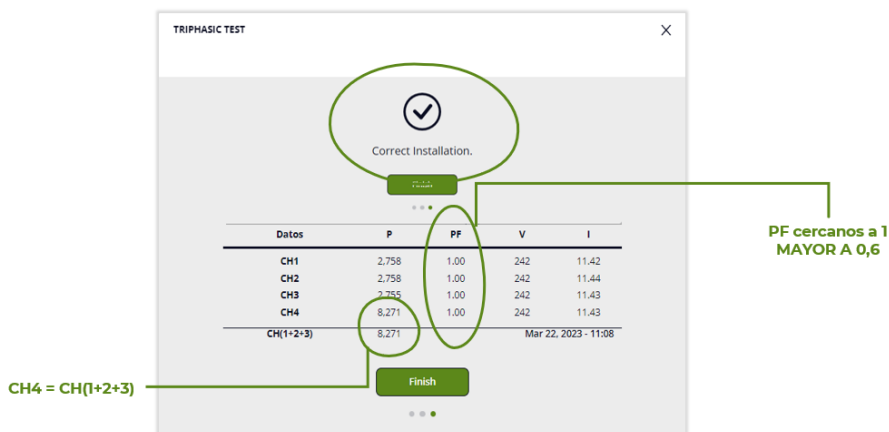 TRIPHASIC TEST X
Correct Installation.
Finish
PF cercanos a 1
MAYOR A 0,6
Datos P PF V I
CH1 2,758 1.00 242 11.42
CH2 2,758 1.00 242 11.44
CH3 2,755 1.00 242 11.43
CH4 8,271 1.00 242 11.43
CH(1+2+3) 8,271 Mar 22, 2023 - 11:08
CH4 = CH(1+2+3)
Finish